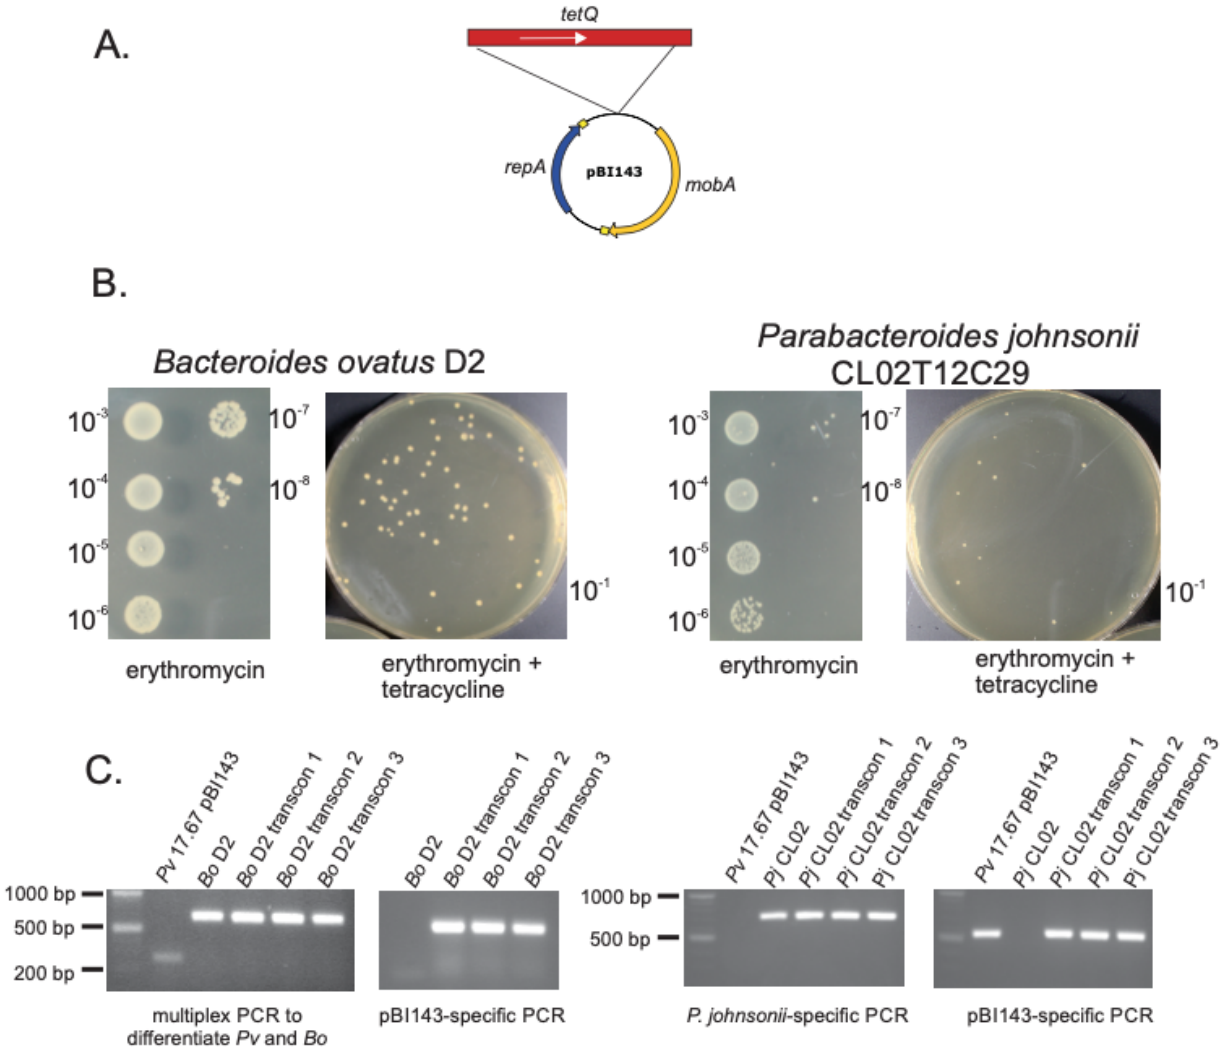 A.
tetQ
repA
pBI143
mobA
B.
Bacteroides ovatus D2
10-3
10-4
10-5
10-6
10-7
10-8
erythromycin
10-1
erythromycin +
tetracycline
Parabacteroides johnsonii
CL02T12C29
10-3
10-4
10-5
10-6
10-7
10-8
erythromycin
10-1
erythromycin +
tetracycline
C.
Pv 17.67 pBI143
Bo D2
Bo D2 transcon 1
Bo D2 transcon 2
Bo D2 transcon 3
1000 bp
500 bp
200 bp
multiplex PCR to
differentiate Pv and Bo
Bo D2
Bo D2 transcon 1
Bo D2 transcon 2
Bo D2 transcon 3
pBI143-specific PCR
Pv 17.67 pBI143
Pj CL02
Pj CL02 transcon 1
Pj CL02 transcon 2
Pj CL02 transcon 3
1000 bp
500 bp
P. johnsonii-specific PCR
Pv 17.67 pBI143
Pj CL02
Pj CL02 transcon 1
Pj CL02 transcon 2
Pj CL02 transcon 3
pBI143-specific PCR